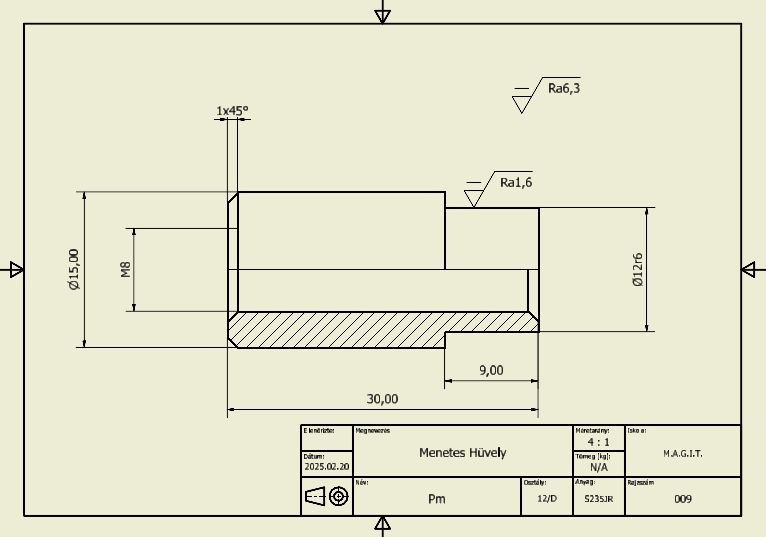 Ra6,3
1x45°
Ra1,6
Ø15,00
M8
Ø12r6
9,00
30,00
Ellenőrizte:
Megnevezés
Méretarány:
Iskola:
4 : 1
Menetes Hüvely
M.A.G.I.T.
Dátum:
Tömeg [kg]:
2025.02.20
N/A
Név:
Osztály:
Anyag:
Rajzszám
Pm
12/D
S235JR
009